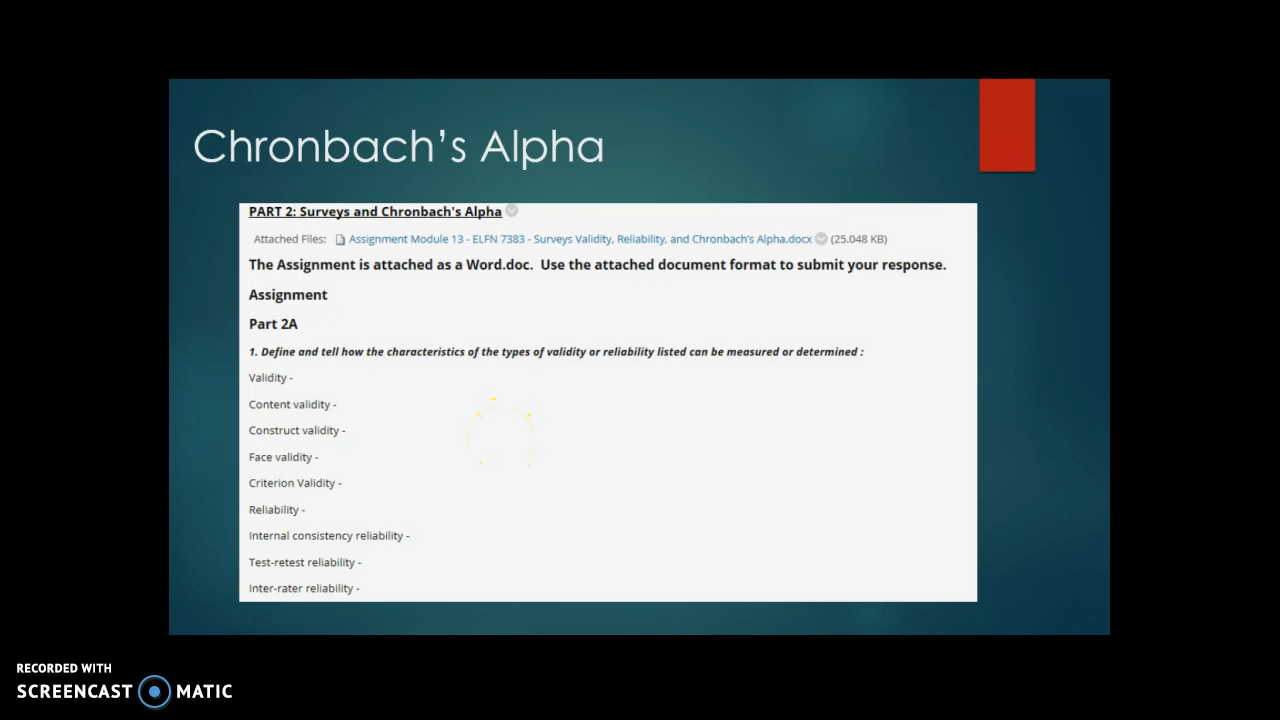 Chronbach's Alpha
PART 2: Surveys and Chronbach's Alpha
Attached Files: Assignment Module 13 - ELFN 7383 - Surveys Validity, Reliability, and Chronbach's Alpha.docx (25.048 KB)
The Assignment is attached as a Word.doc. Use the attached document format to submit your response.
Assignment
Part 2A
1. Define and tell how the characteristics of the types of validity or reliability listed can be measured or determined :
Validity -
Content validity -
Construct validity -
Face validity -
Criterion Validity -
Reliability -
Internal consistency reliability -
Test-retest reliability -
Inter-rater reliability -
RECORDED WITH
SCREENCAST MATIC